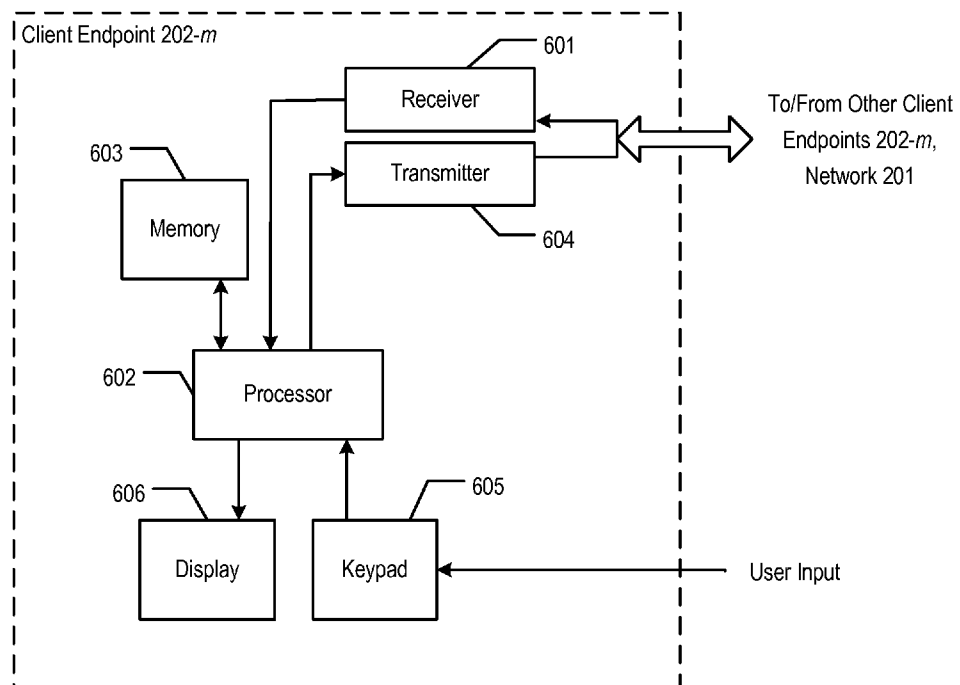 Client Endpoint 202-m
601
Receiver
To/From Other Client
Endpoints 202-m,
Network 201
603
Transmitter
Memory
604
602
Processor
606
605
Display
Keypad
User Input